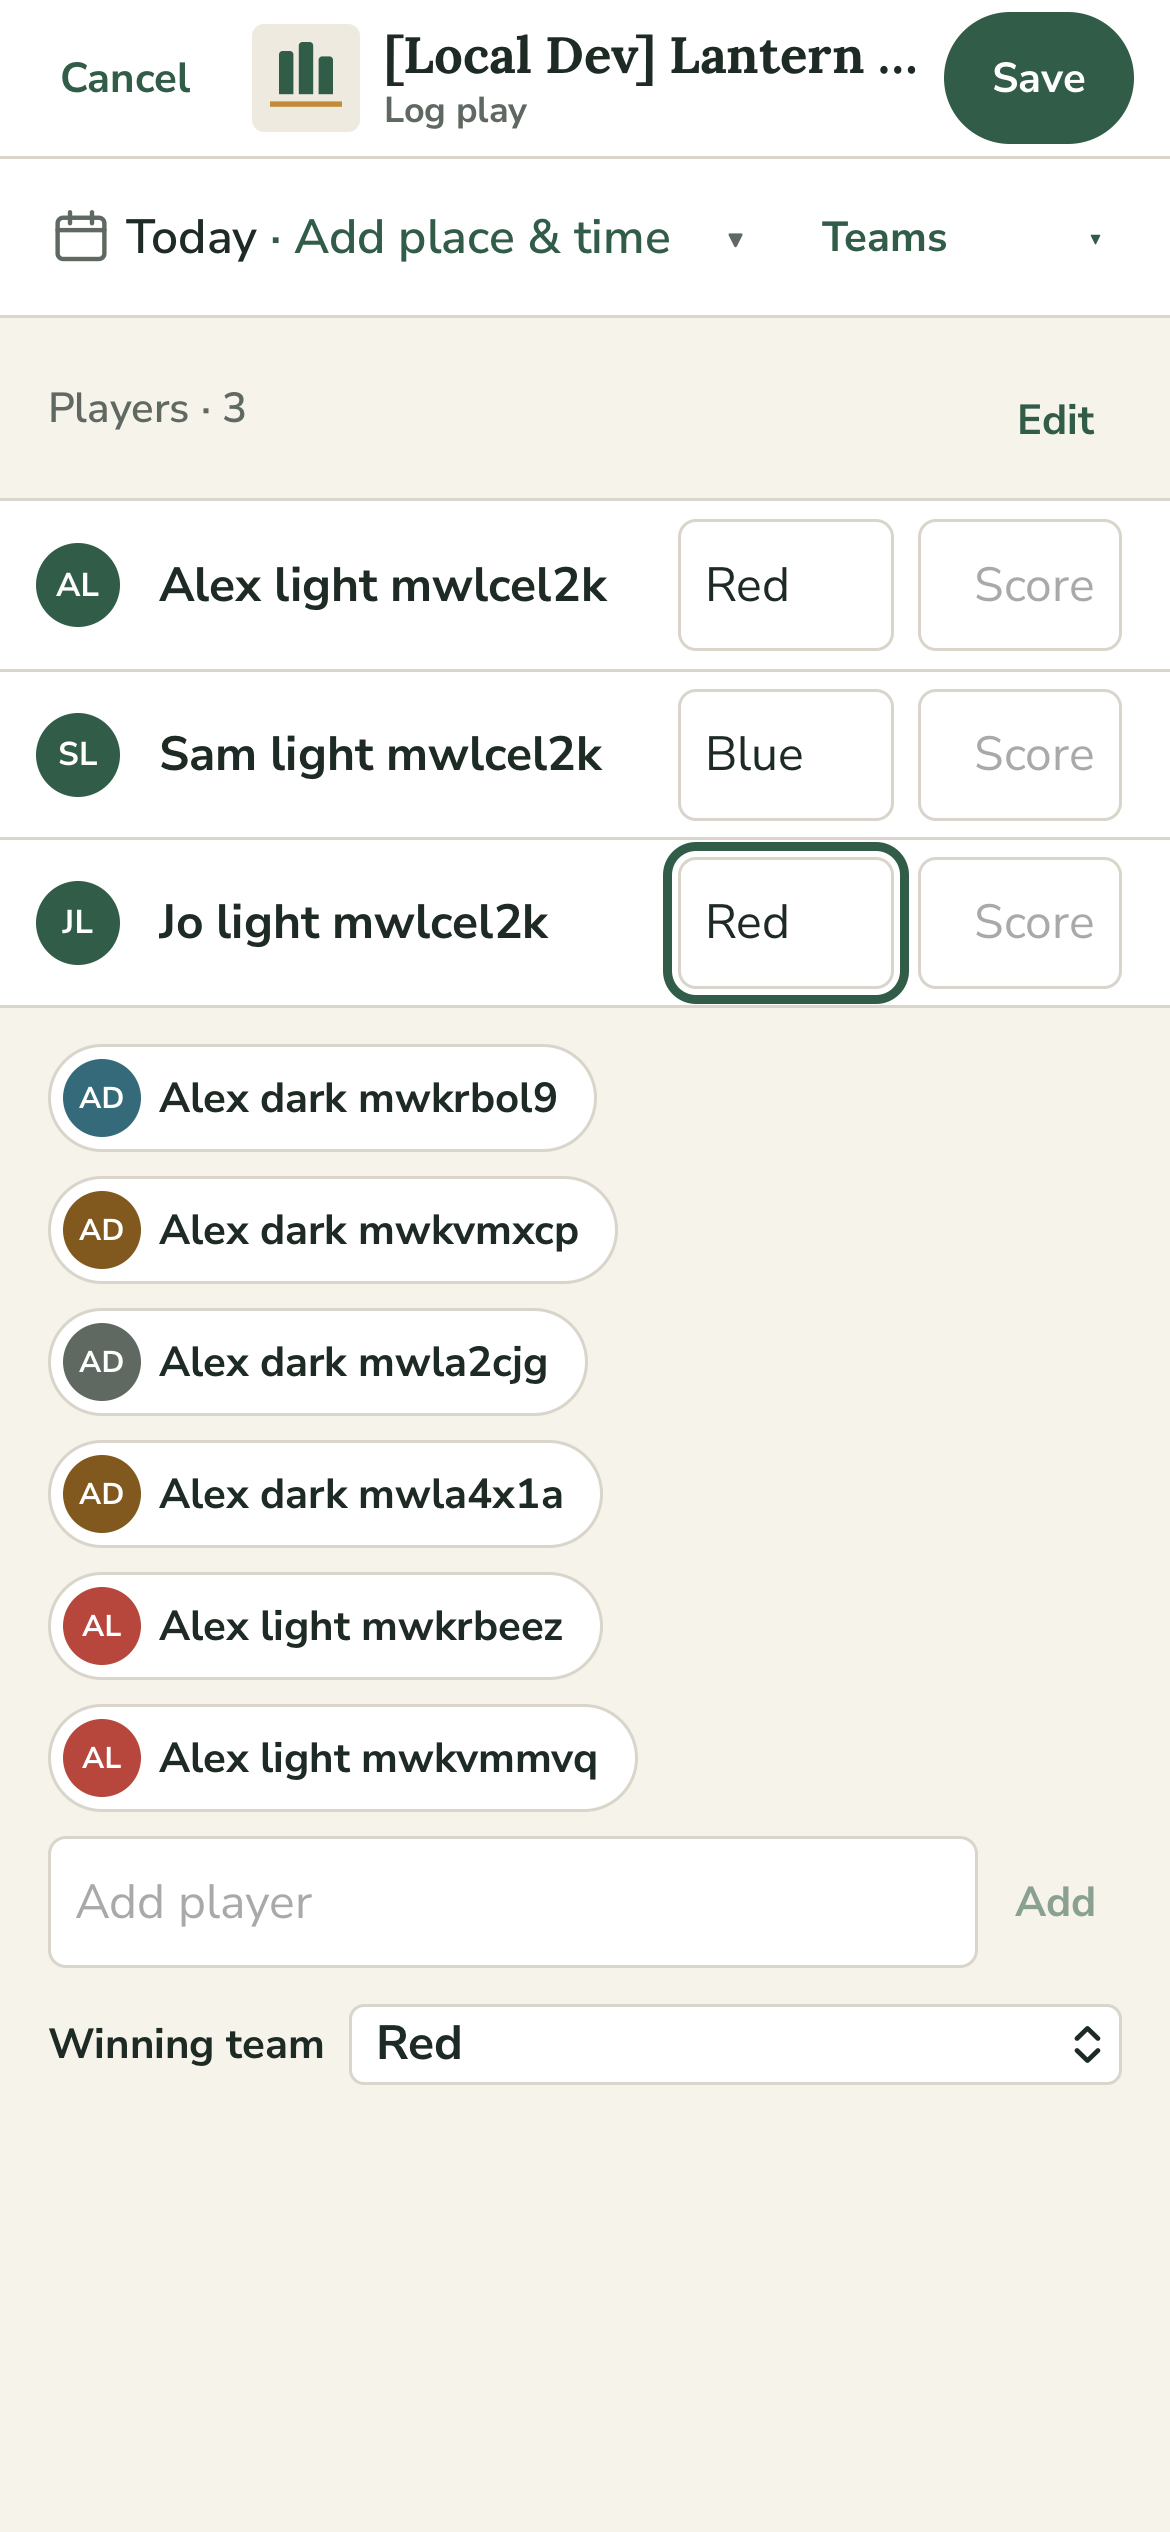 Cancel
[Local Dev] Lantern ...
Log play
Save
Today · Add place & time
Teams
Players · 3
Edit
AL Alex light mwlcel2k Red Score
SL Sam light mwlcel2k Blue Score
JL Jo light mwlcel2k Red Score
AD Alex dark mwkrbol9
AD Alex dark mwkvmxcp
AD Alex dark mwla2cjg
AD Alex dark mwla4x1a
AL Alex light mwkrbeez
AL Alex light mwkvmmvq
Add player Add
Winning team Red